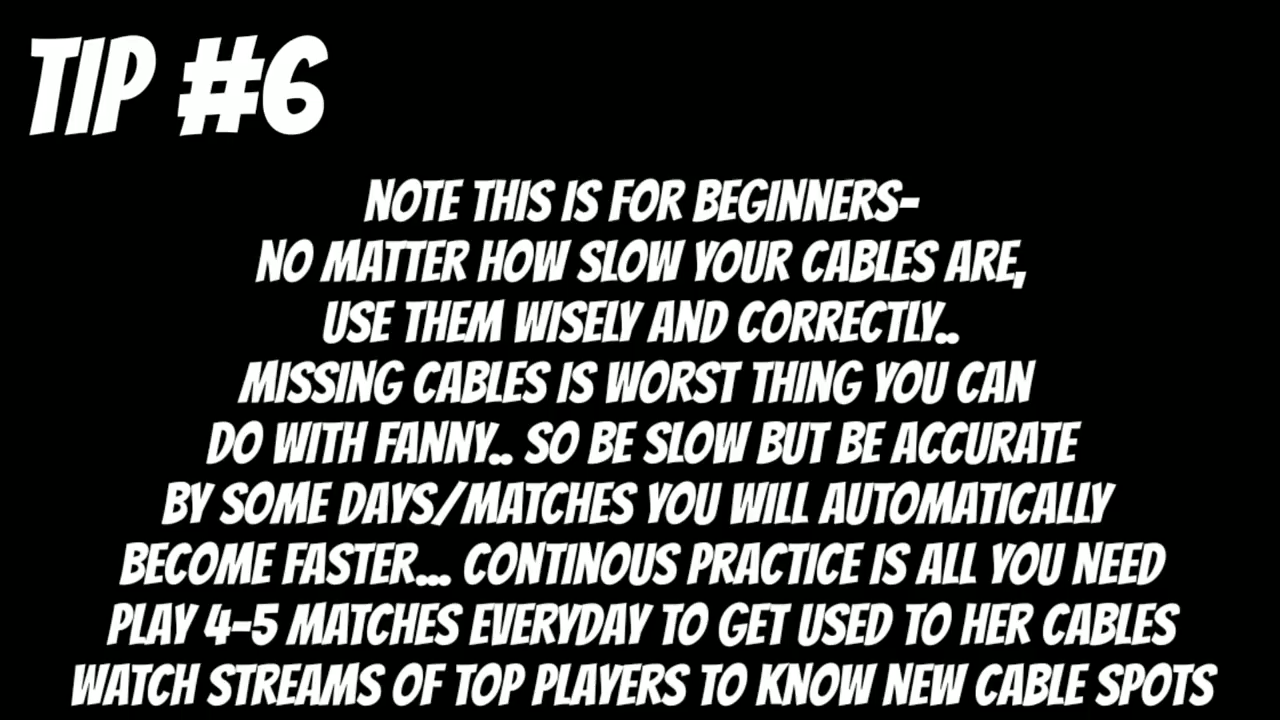 TIP #6
NOTE THIS IS FOR BEGINNERS-
NO MATTER HOW SLOW YOUR CABLES ARE,
USE THEM WISELY AND CORRECTLY..
MISSING CABLES IS WORST THING YOU CAN
DO WITH FANNY.. SO BE SLOW BUT BE ACCURATE
BY SOME DAYS/MATCHES YOU WILL AUTOMATICALLY
BECOME FASTER... CONTINOUS PRACTICE IS ALL YOU NEED
PLAY 4-5 MATCHES EVERYDAY TO GET USED TO HER CABLES
WATCH STREAMS OF TOP PLAYERS TO KNOW NEW CABLE SPOTS